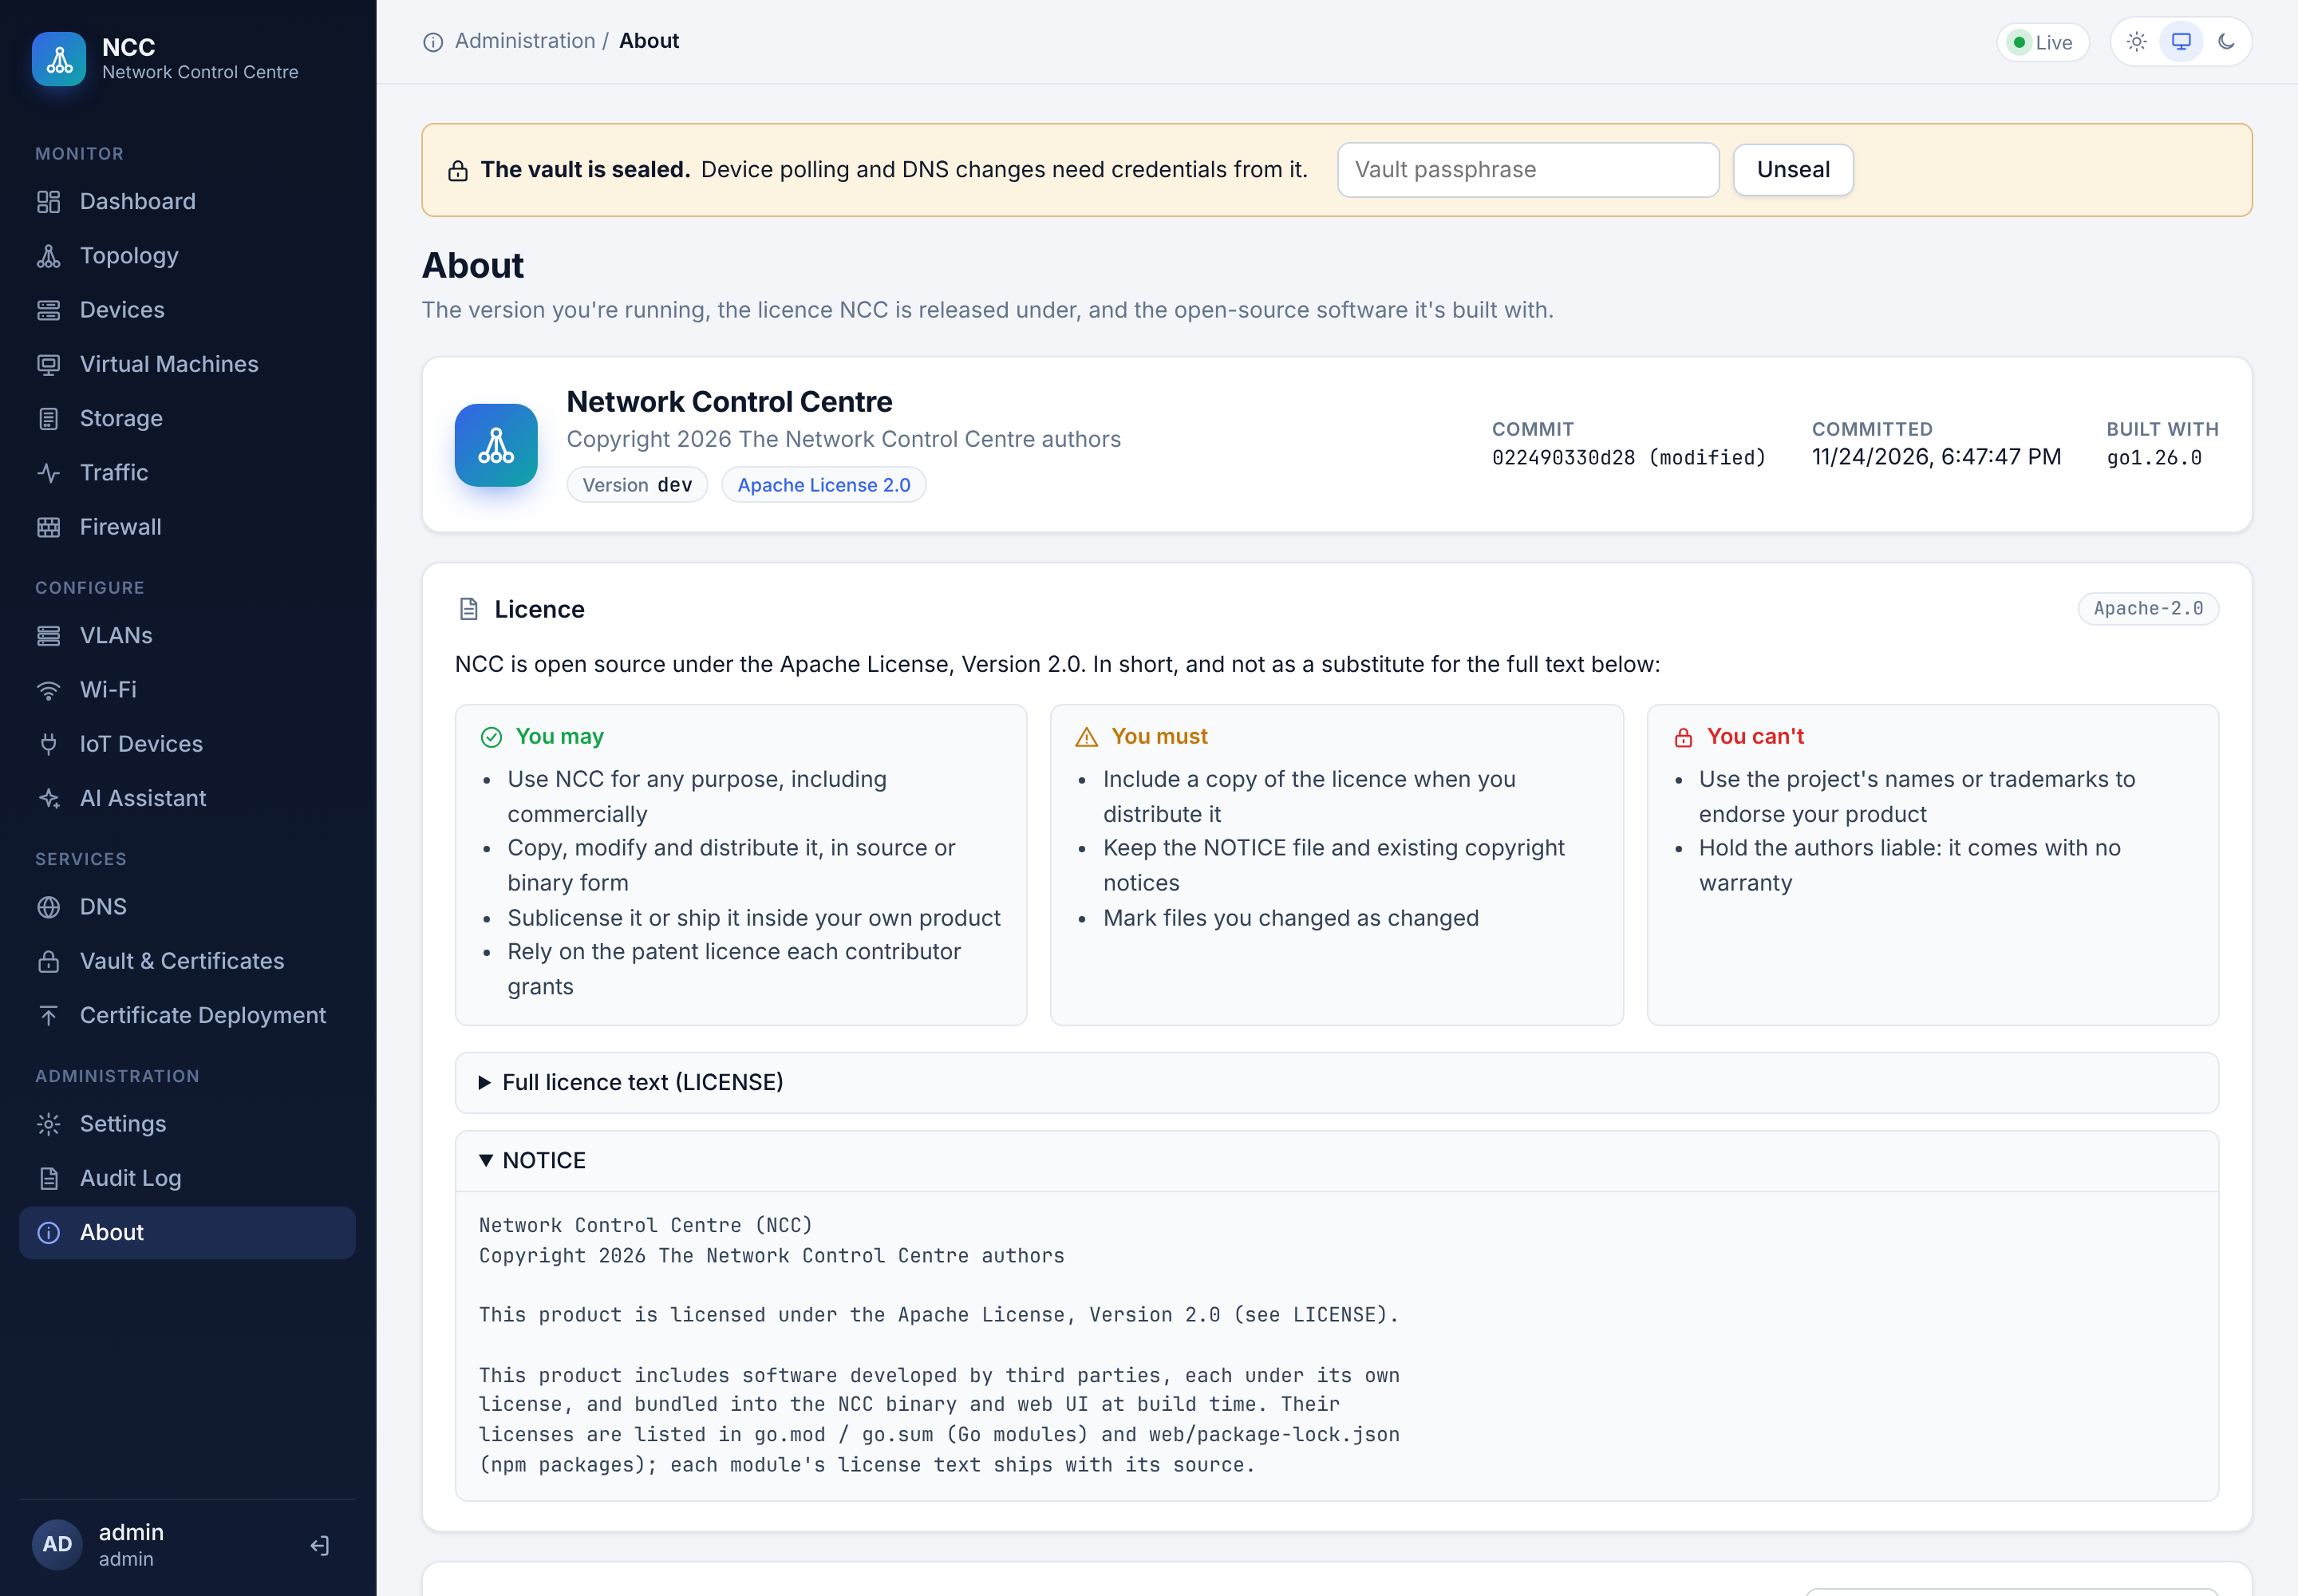 NCC
Network Control Centre
MONITOR
Dashboard
Topology
Devices
Virtual Machines
Storage
Traffic
Firewall
CONFIGURE
VLANs
Wi-Fi
IoT Devices
AI Assistant
SERVICES
DNS
Vault & Certificates
Certificate Deployment
ADMINISTRATION
Settings
Audit Log
About
AD
admin
admin
Administration / About
Live
The vault is sealed. Device polling and DNS changes need credentials from it.
Vault passphrase
Unseal
About
The version you're running, the licence NCC is released under, and the open-source software it's built with.
Network Control Centre
Copyright 2026 The Network Control Centre authors
Version dev
Apache License 2.0
COMMIT
022490330d28 (modified)
COMMITTED
11/24/2026, 6:47:47 PM
BUILT WITH
go1.26.0
Licence
Apache-2.0
NCC is open source under the Apache License, Version 2.0. In short, and not as a substitute for the full text below:
You may
• Use NCC for any purpose, including
commercially
• Copy, modify and distribute it, in source or
binary form
• Sublicense it or ship it inside your own product
• Rely on the patent licence each contributor
grants
You must
• Include a copy of the licence when you
distribute it
• Keep the NOTICE file and existing copyright
notices
• Mark files you changed as changed
You can't
• Use the project's names or trademarks to
endorse your product
• Hold the authors liable: it comes with no
warranty
Full licence text (LICENSE)
NOTICE
Network Control Centre (NCC)
Copyright 2026 The Network Control Centre authors
This product is licensed under the Apache License, Version 2.0 (see LICENSE).
This product includes software developed by third parties, each under its own
license, and bundled into the NCC binary and web UI at build time. Their
licenses are listed in go.mod / go.sum (Go modules) and web/package-lock.json
(npm packages); each module's license text ships with its source.